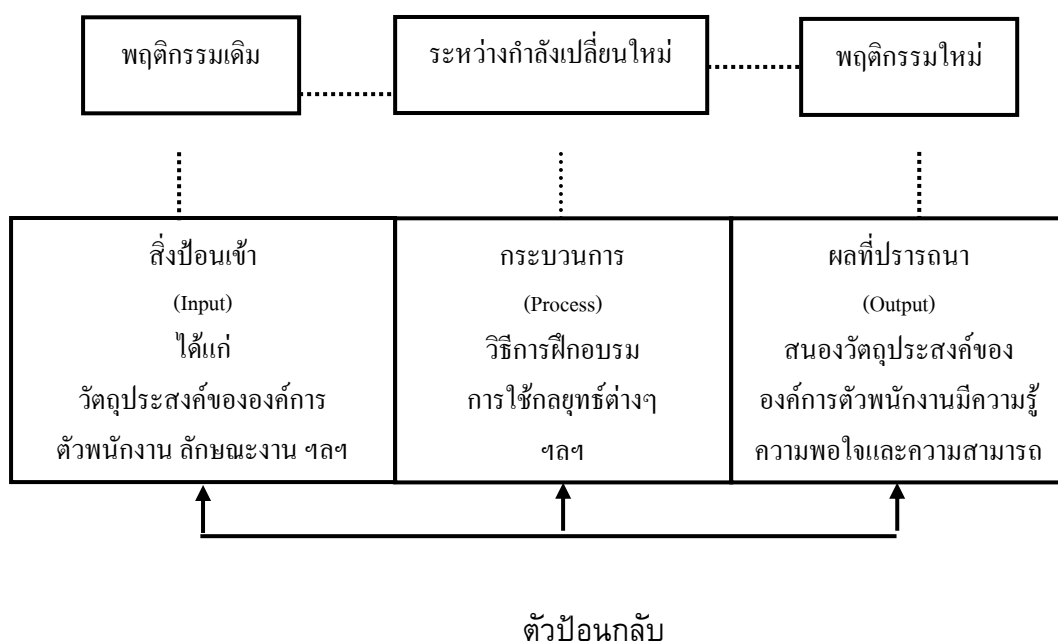 พฤติกรรมเดิม
ระหว่างกำลังเปลี่ยนใหม่
พฤติกรรมใหม่
สิ่งป้อนเข้า
(Input)
ได้แก่
วัตถุประสงค์ขององค์การ
ตัวพนักงาน ลักษณะงาน ฯลฯ
กระบวนการ
(Process)
วิธีการฝึกอบรม
การใช้กลยุทธ์ต่างๆ
ฯลฯ
ผลที่ปรารถนา
(Output)
สนองวัตถุประสงค์ของ
องค์การตัวพนักงานมีความรู้
ความพอใจและความสามารถ
ตัวป้อนกลับ